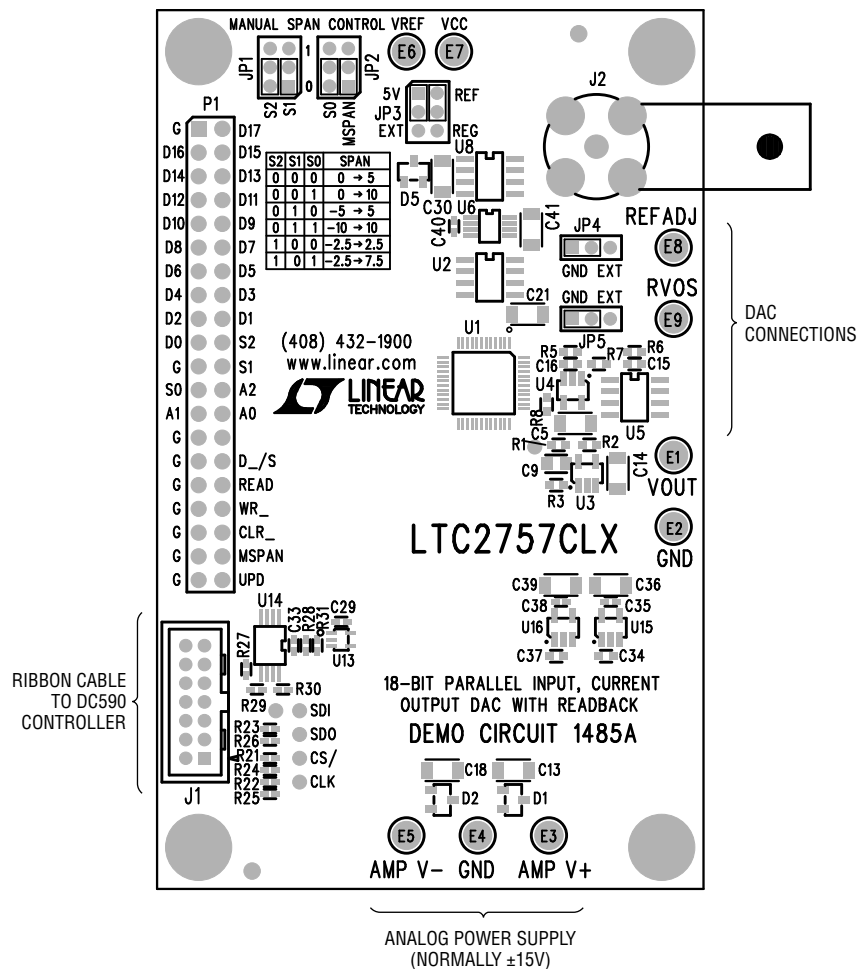 MANUAL SPAN CONTROL VREF VCC
E6 E7
JP1 1 JP2
0
S2 S1 S0 MSPAN
J2
5V REF
JP3
EXT REG
P1
G D17
D16 D15
D14 D13
D12 D11
D10 D9
D8 D7
D6 D5
D4 D3
D2 D1
D0 S2
G S1
S0 A2
A1 A0
G
G D_/S
G READ
G WR_
G CLR_
G MSPAN
G UPD
S2 S1 S0 SPAN
0 0 0 0 → 5
0 0 1 0 → 10
0 1 0 -5 → 5
0 1 1 -10 → 10
1 0 0 -2.5→2.5
1 0 1 -2.5→7.5
U8
D5 C30
U6
C40 C41
U2
C21
JP4
GND EXT
REFADJ
E8
RVOS
E9
GND EXT
JP5
DAC
CONNECTIONS
U1
(408) 432-1900
www.linear.com
LT LINEAR
TECHNOLOGY
R5 R7 R6
C16 C15
U4
R8
C5 U5
R1 R2
C9 C14
R3 U3
E1
VOUT
E2
GND
LTC2757CLX
C39 C36
C38 C35
U16 U15
C37 C34
U14
C33 R28 R31 C29
U13
R27
R29 R30
SDI
SDO
CS/
CLK
R23
R26
R21
R24
R22
R25
J1
RIBBON CABLE
TO DC590
CONTROLLER
18-BIT PARALLEL INPUT, CURRENT
OUTPUT DAC WITH READBACK
DEMO CIRCUIT 1485A
C18 C13
D2 D1
E5 E4 E3
AMP V- GND AMP V+
ANALOG POWER SUPPLY
(NORMALLY ±15V)